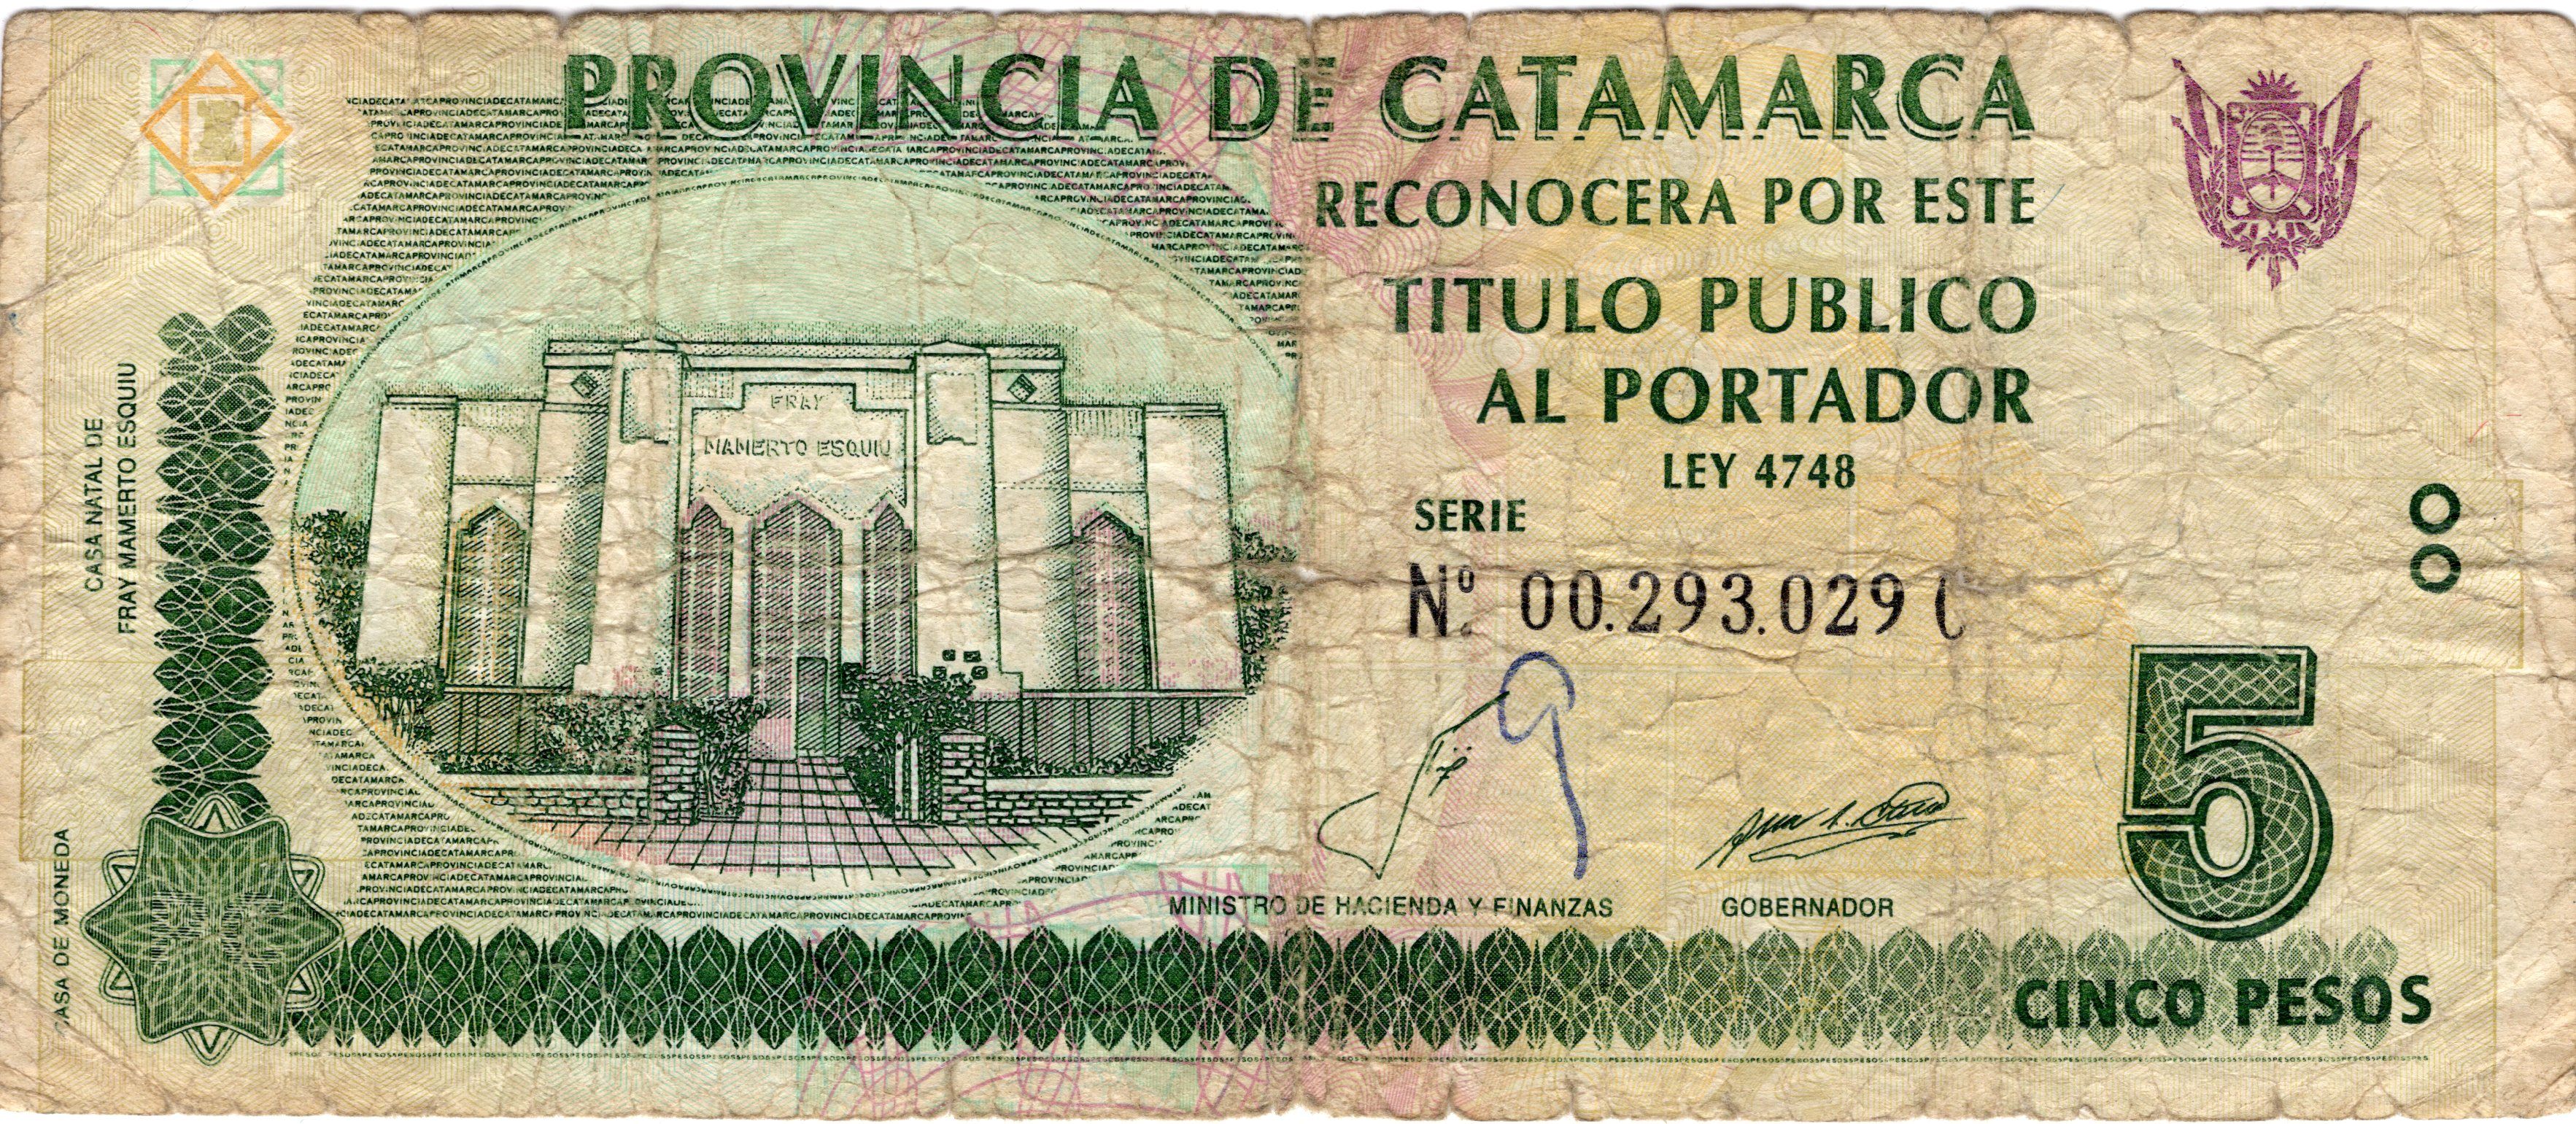 PROVINCIA DE CATAMARCA
RECONOCERA POR ESTE
TITULO PUBLICO
AL PORTADOR
LEY 4748
SERIE
Nº. 00.293.029
FRAY
MAMERTO ESQUIU
CASA NATAL DE
FRAY MAMERTO ESQUIU
CASA DE MONEDA
MINISTRO DE HACIENDA Y FINANZAS
GOBERNADOR
5
CINCO PESOS